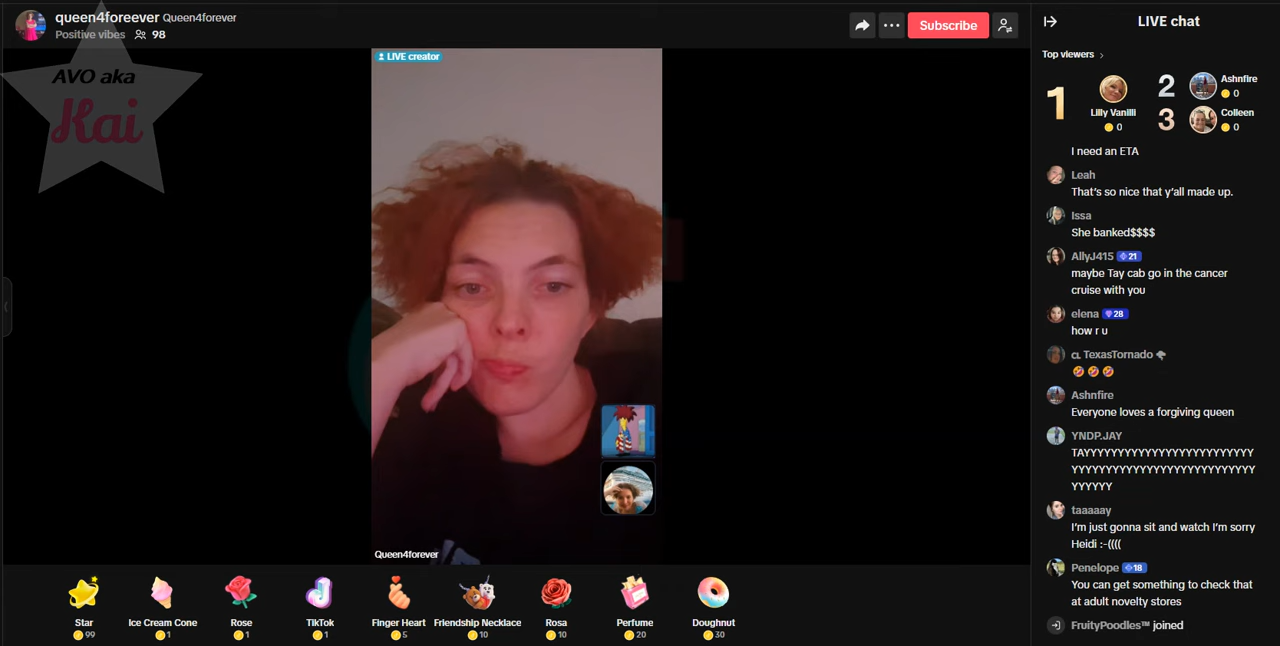 queen4foreever Queen4forever
Positive vibes 98
AVO aka
Kai
Subscribe
LIVE creator
Queen4forever
Star
99
Ice Cream Cone
1
Rose
1
TikTok
1
Finger Heart
5
Friendship Necklace
10
Rosa
10
Perfume
20
Doughnut
30
LIVE chat
Top viewers
1
Lilly Vanilli
0
2
Ashnfire
0
3
Colleen
0
I need an ETA
Leah
That's so nice that y'all made up.
Issa
She banked$$$$
AllyJ415 21
maybe Tay cab go in the cancer
cruise with you
elena 28
how r u
TexasTornado 🌪
🤣 🤣 🤣
Ashnfire
Everyone loves a forgiving queen
YNDP.JAY
TAYYYYYYYYYYYYYYYYYYYYYYYYY
YYYYYYYYYYYYYYYYYYYYYYYYYYY
YYYYYY
taaaaay
I'm just gonna sit and watch I'm sorry
Heidi :-((((
Penelope 18
You can get something to check that
at adult novelty stores
FruityPoodles™ joined